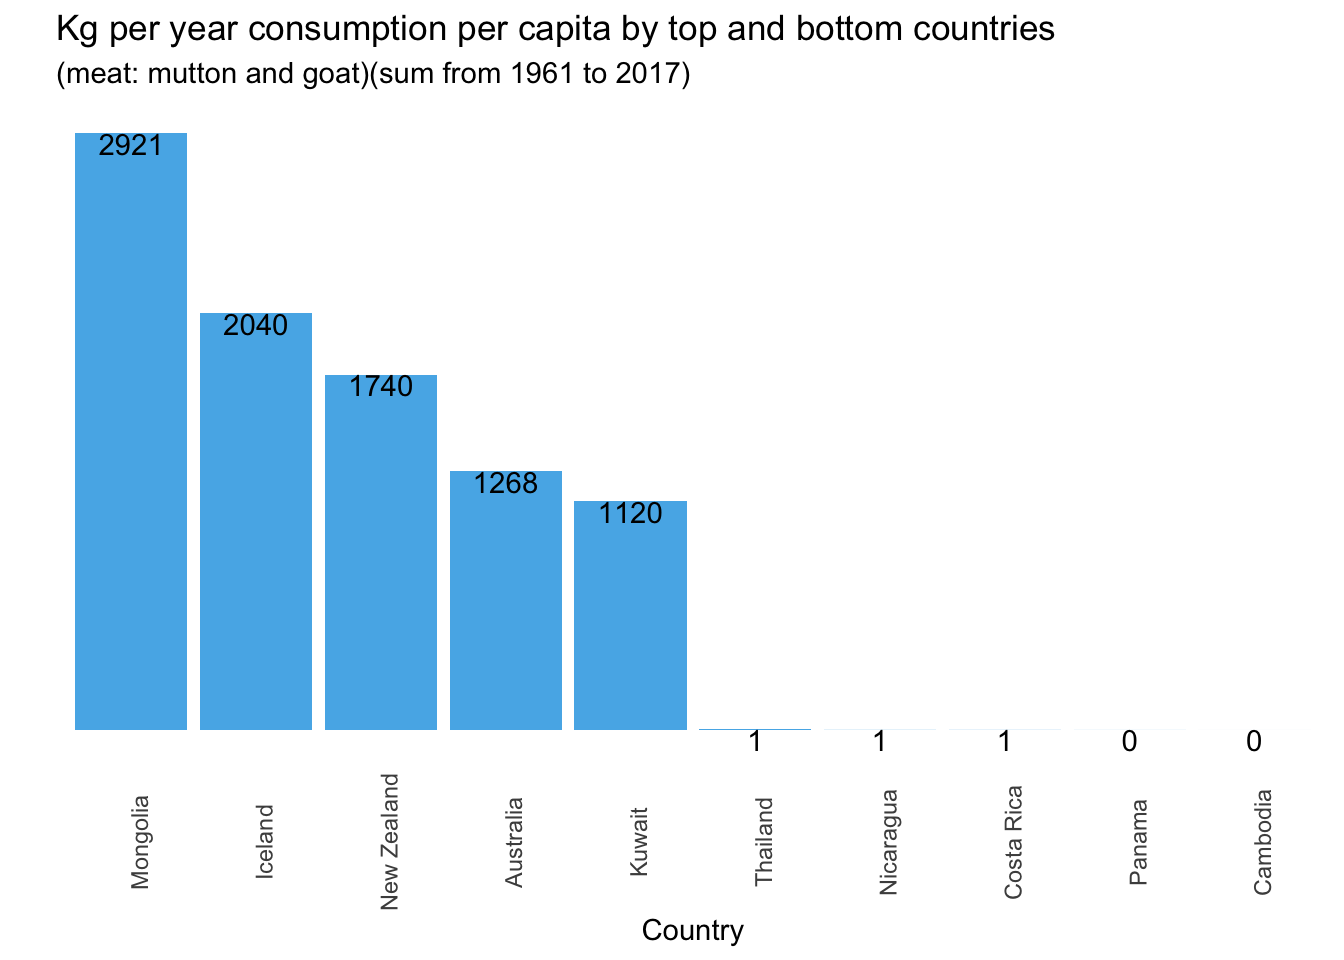 Kg per year consumption per capita by top and bottom countries
(meat: mutton and goat)(sum from 1961 to 2017)
2921
2040
1740
1268
1120
1
1
1
0
0
Mongolia
Iceland
New Zealand
Australia
Kuwait
Thailand
Nicaragua
Costa Rica
Panama
Cambodia
Country